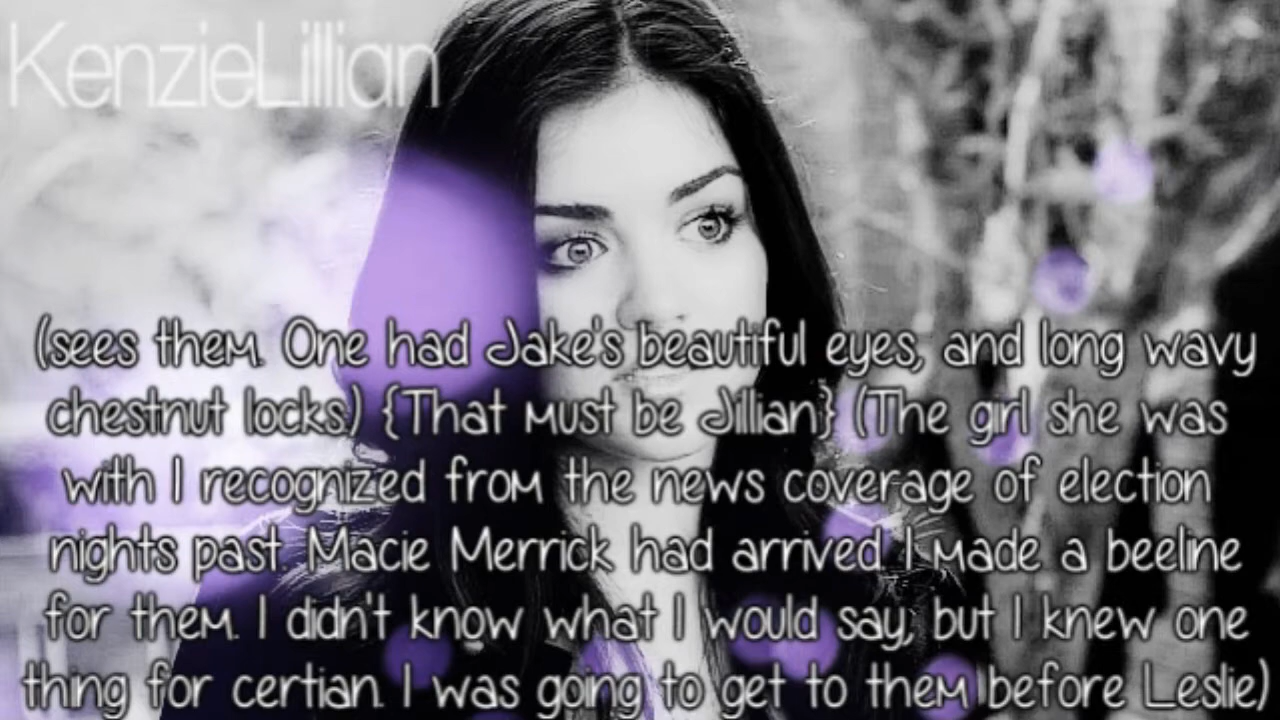 KenzieLillian
(sees them. One had Jake's beautiful eyes, and long wavy
chestnut locks.) {That must be Jillian} (The girl she was
with I recognized from the news coverage of election
nights past. Macie Merrick had arrived. I made a beeline
for them. I didn't know what I would say, but I knew one
thing for certian. I was going to get to them before Leslie)